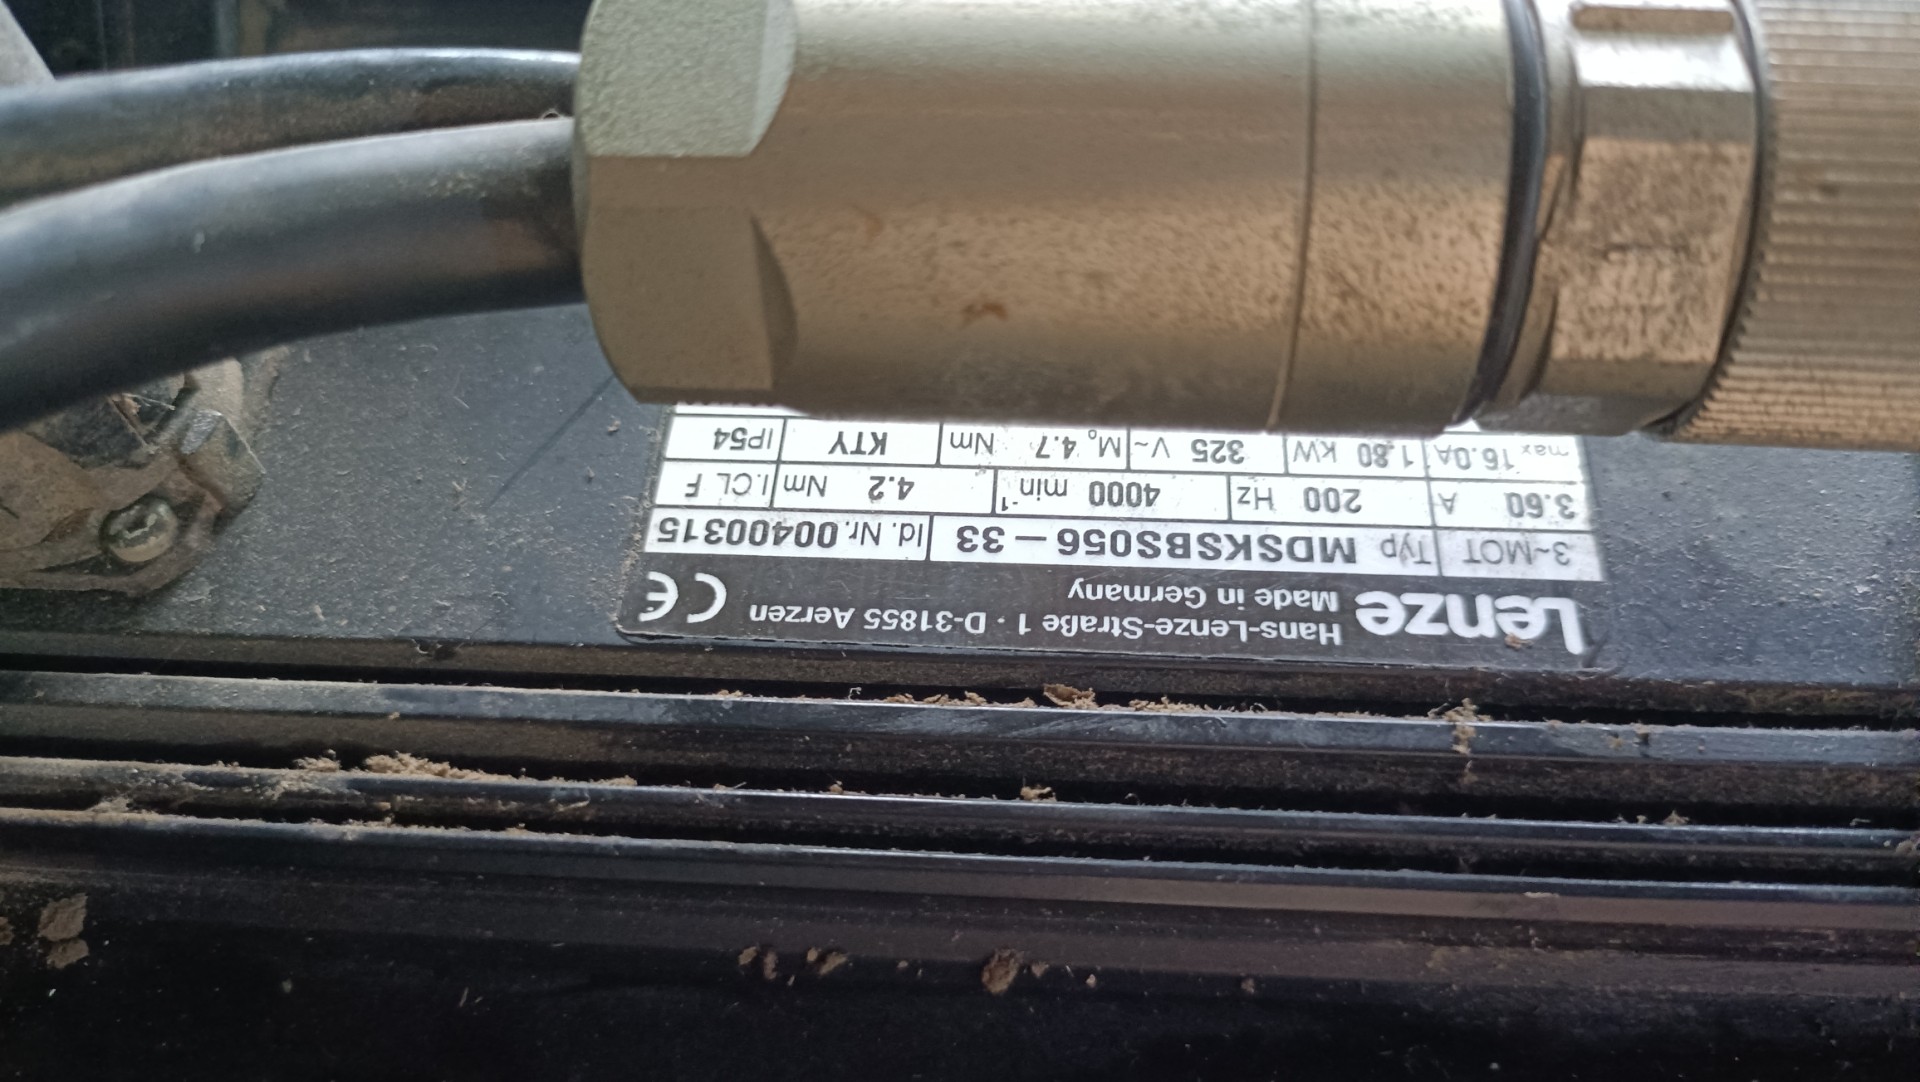 Lenze
Hans-Lenze-Straße 1 · D-31855 Aerzen
Made in Germany
CE
3~MOT Typ MDSKSBS056-33 Id. Nr. 00400315
3.60 A 200 Hz 4000 min-1 4.2 Nm I.CL F
max 16.0A 1.80 kW 325 V~ Mo 4.7 Nm KTY IP54